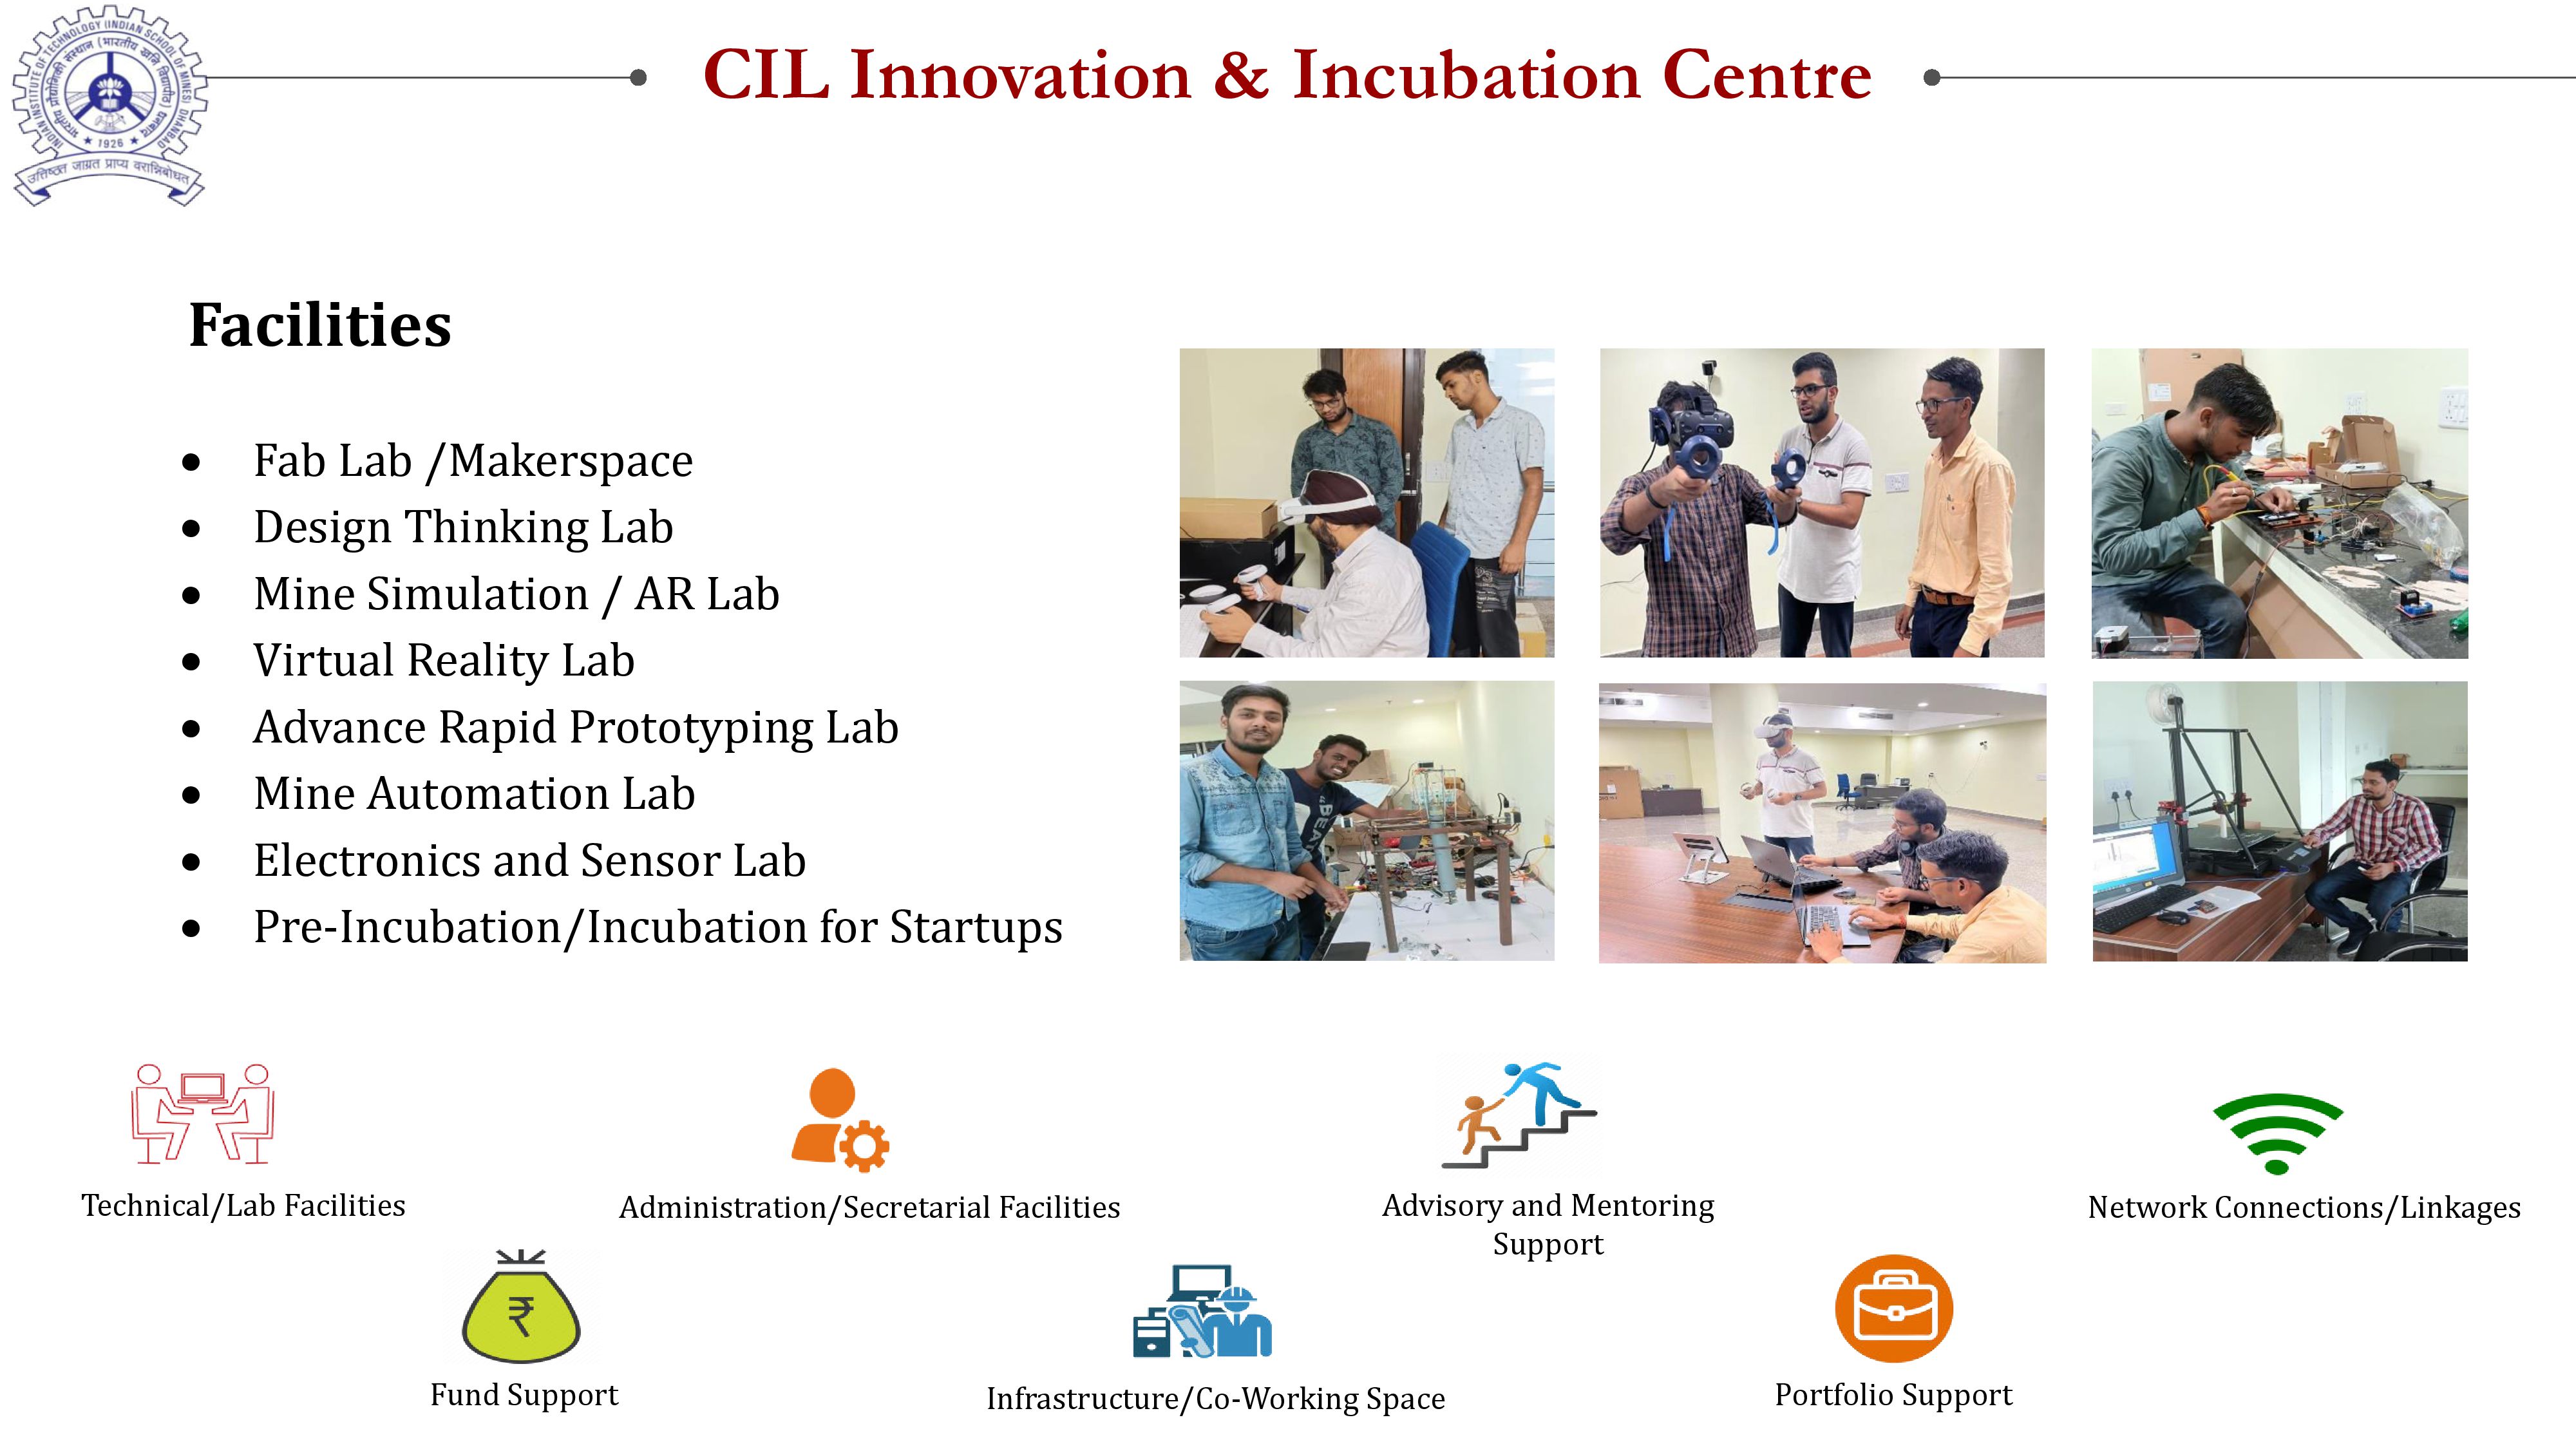 INDIAN INSTITUTE OF TECHNOLOGY (INDIAN SCHOOL OF MINES) DHANBAD
भारतीय प्रौद्योगिकी संस्थान (भारतीय खनि विद्यापीठ) धनबाद
★ 1926 ★
उत्तिष्ठत जाग्रत प्राप्य वरान्निबोधत
CIL Innovation & Incubation Centre
Facilities
• Fab Lab /Makerspace
• Design Thinking Lab
• Mine Simulation / AR Lab
• Virtual Reality Lab
• Advance Rapid Prototyping Lab
• Mine Automation Lab
• Electronics and Sensor Lab
• Pre-Incubation/Incubation for Startups
Technical/Lab Facilities
Administration/Secretarial Facilities
Advisory and Mentoring
Support
Network Connections/Linkages
₹
Fund Support
Infrastructure/Co-Working Space
Portfolio Support